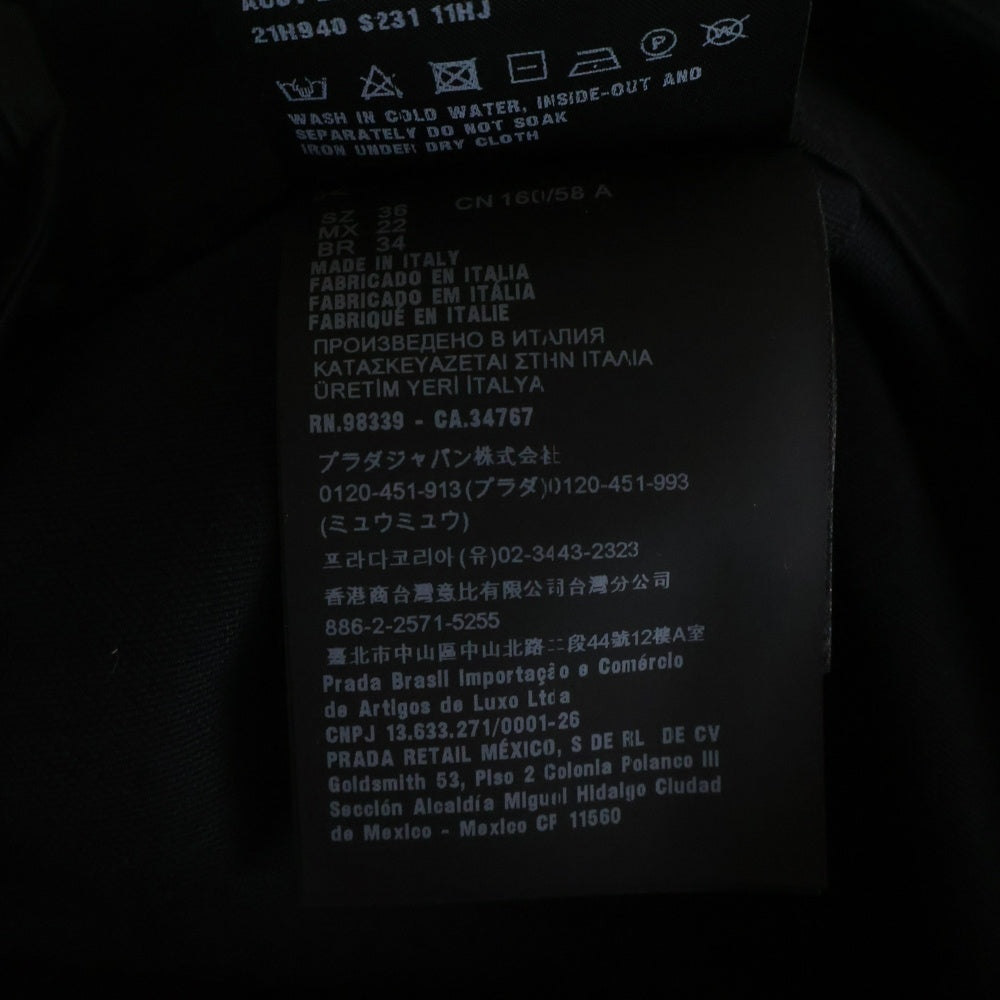 21H940 S231 11HJ
WASH IN COLD WATER, INSIDE-OUT AND
SEPARATELY DO NOT SOAK
IRON UNDER DRY CLOTH
SZ 36 CN 160/58 A
MX 22
BR 34
MADE IN ITALY
FABRICADO EN ITALIA
FABRICADO EM ITÁLIA
FABRIQUÉ EN ITALIE
ПРОИЗВЕДЕНО В ИТАЛИЯ
ΚΑΤΑΣΚΕΥΑΖΕΤΑΙ ΣΤΗΝ ΙΤΑΛΙΑ
ÜRETİM YERİ İTALYA
RN.98339 - CA.34767
プラダジャパン株式会社
0120-451-913(プラダ)0120-451-993
(ミュウミュウ)
프라다코리아(유)02-3443-2323
香港商台灣意比有限公司台灣分公司
886-2-2571-5255
臺北市中山區中山北路二段44號12樓A室
Prada Brasil Importação e Comércio
de Artigos de Luxo Ltda
CNPJ 13.633.271/0001-26
PRADA RETAIL MÉXICO, S DE RL DE CV
Goldsmith 53, Piso 2 Colonia Polanco III
Sección Alcaldía Miguel Hidalgo Ciudad
de Mexico - Mexico CP 11560